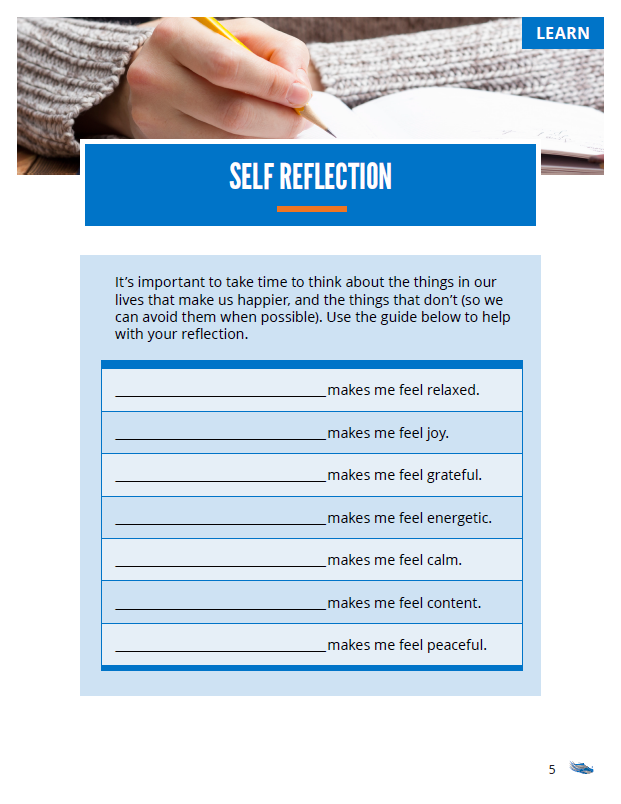 LEARN
SELF REFLECTION
It’s important to take time to think about the things in our
lives that make us happier, and the things that don’t (so we
can avoid them when possible). Use the guide below to help
with your reflection.
______________________________makes me feel relaxed.
______________________________makes me feel joy.
______________________________makes me feel grateful.
______________________________makes me feel energetic.
______________________________makes me feel calm.
______________________________makes me feel content.
______________________________makes me feel peaceful.
5